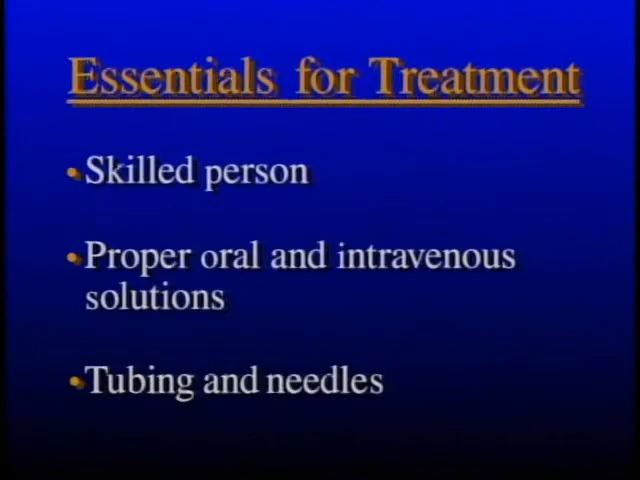 Essentials for Treatment
• Skilled person
• Proper oral and intravenous
solutions
• Tubing and needles